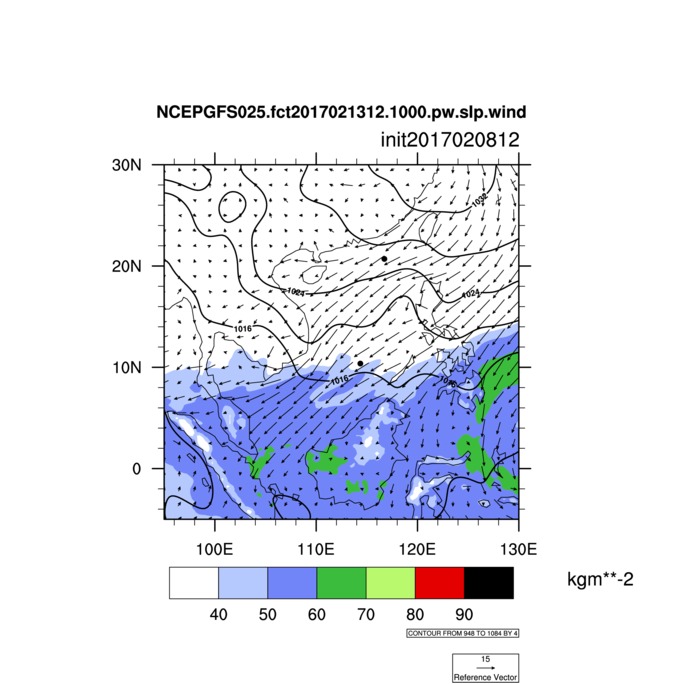 NCEPGFS025.fct2017021312.1000.pw.slp.wind
init2017020812
30N
1032
20N
1024
1024
1016
10N
1016
0
100E 110E 120E 130E
kgm**-2
40 50 60 70 80 90
CONTOUR FROM 948 TO 1084 BY 4
15
Reference Vector